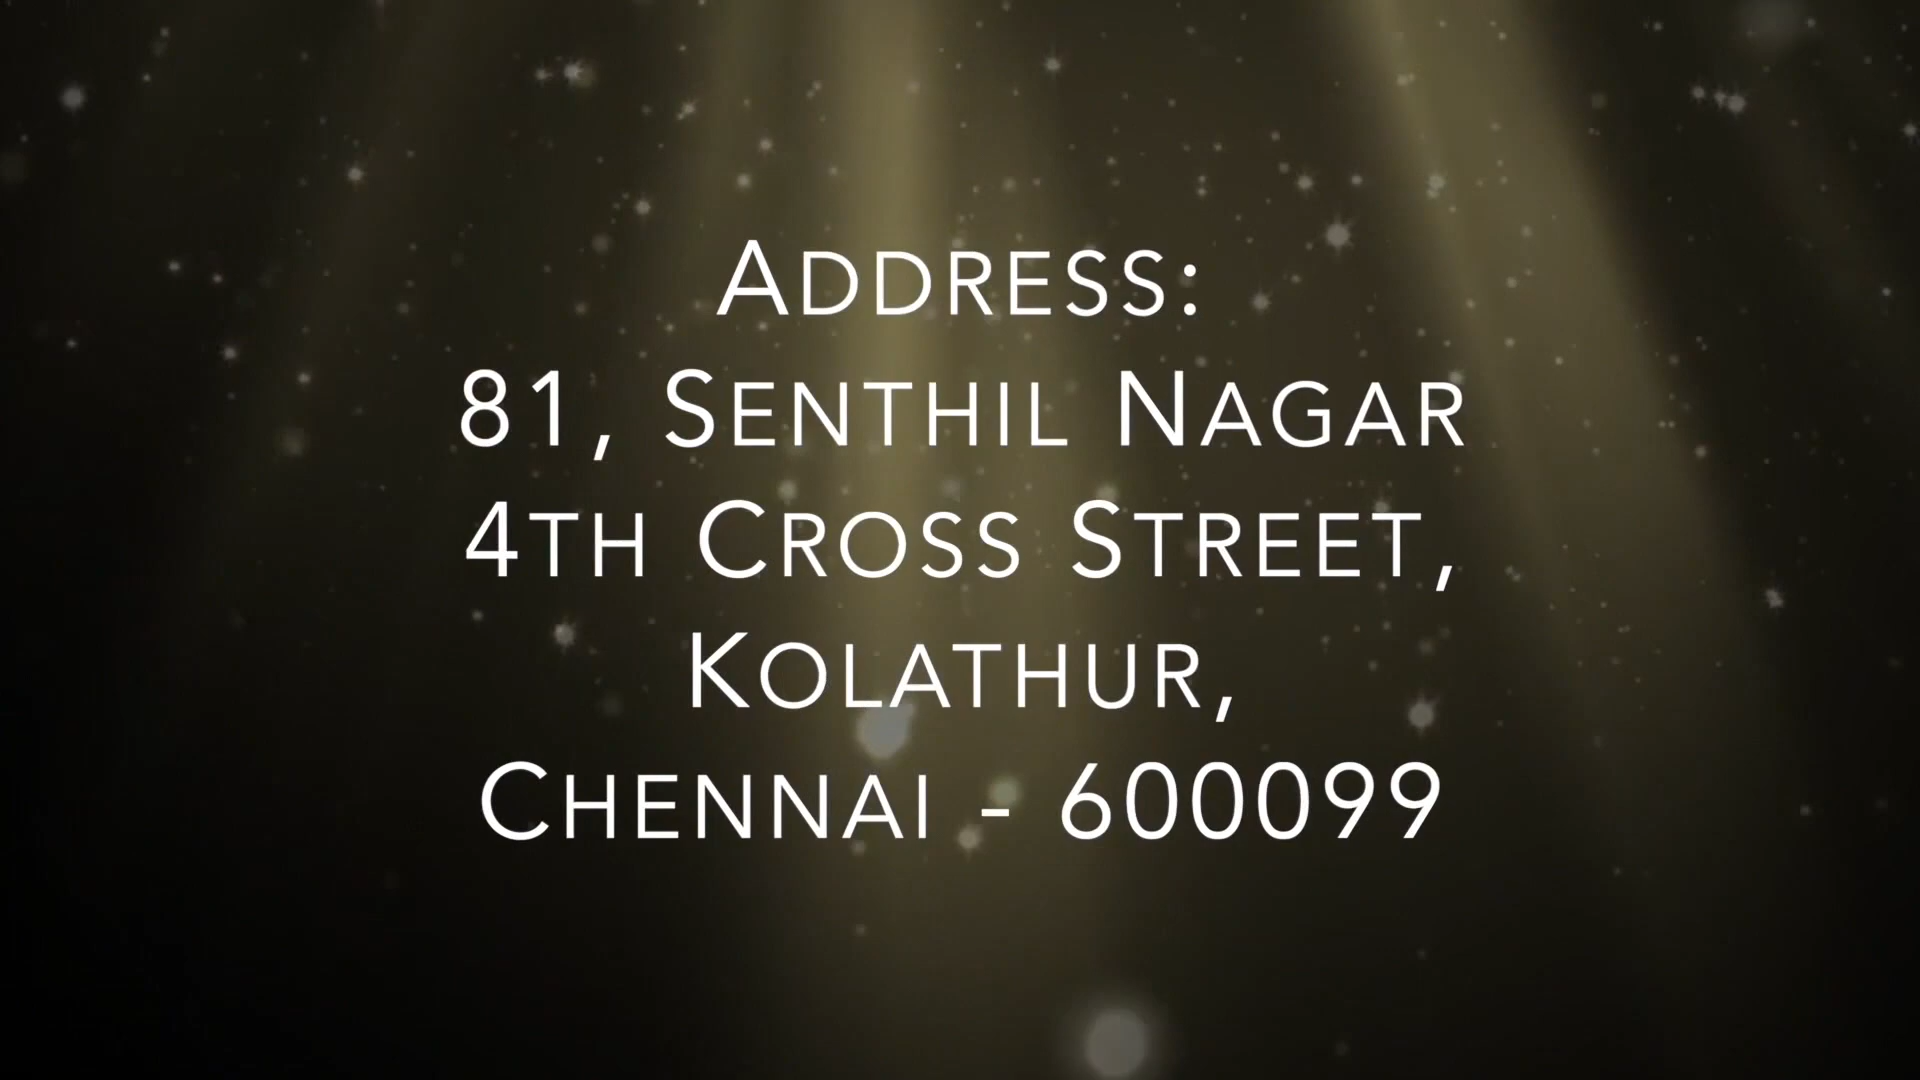 Address:
81, Senthil Nagar
4th Cross Street,
Kolathur,
Chennai - 600099